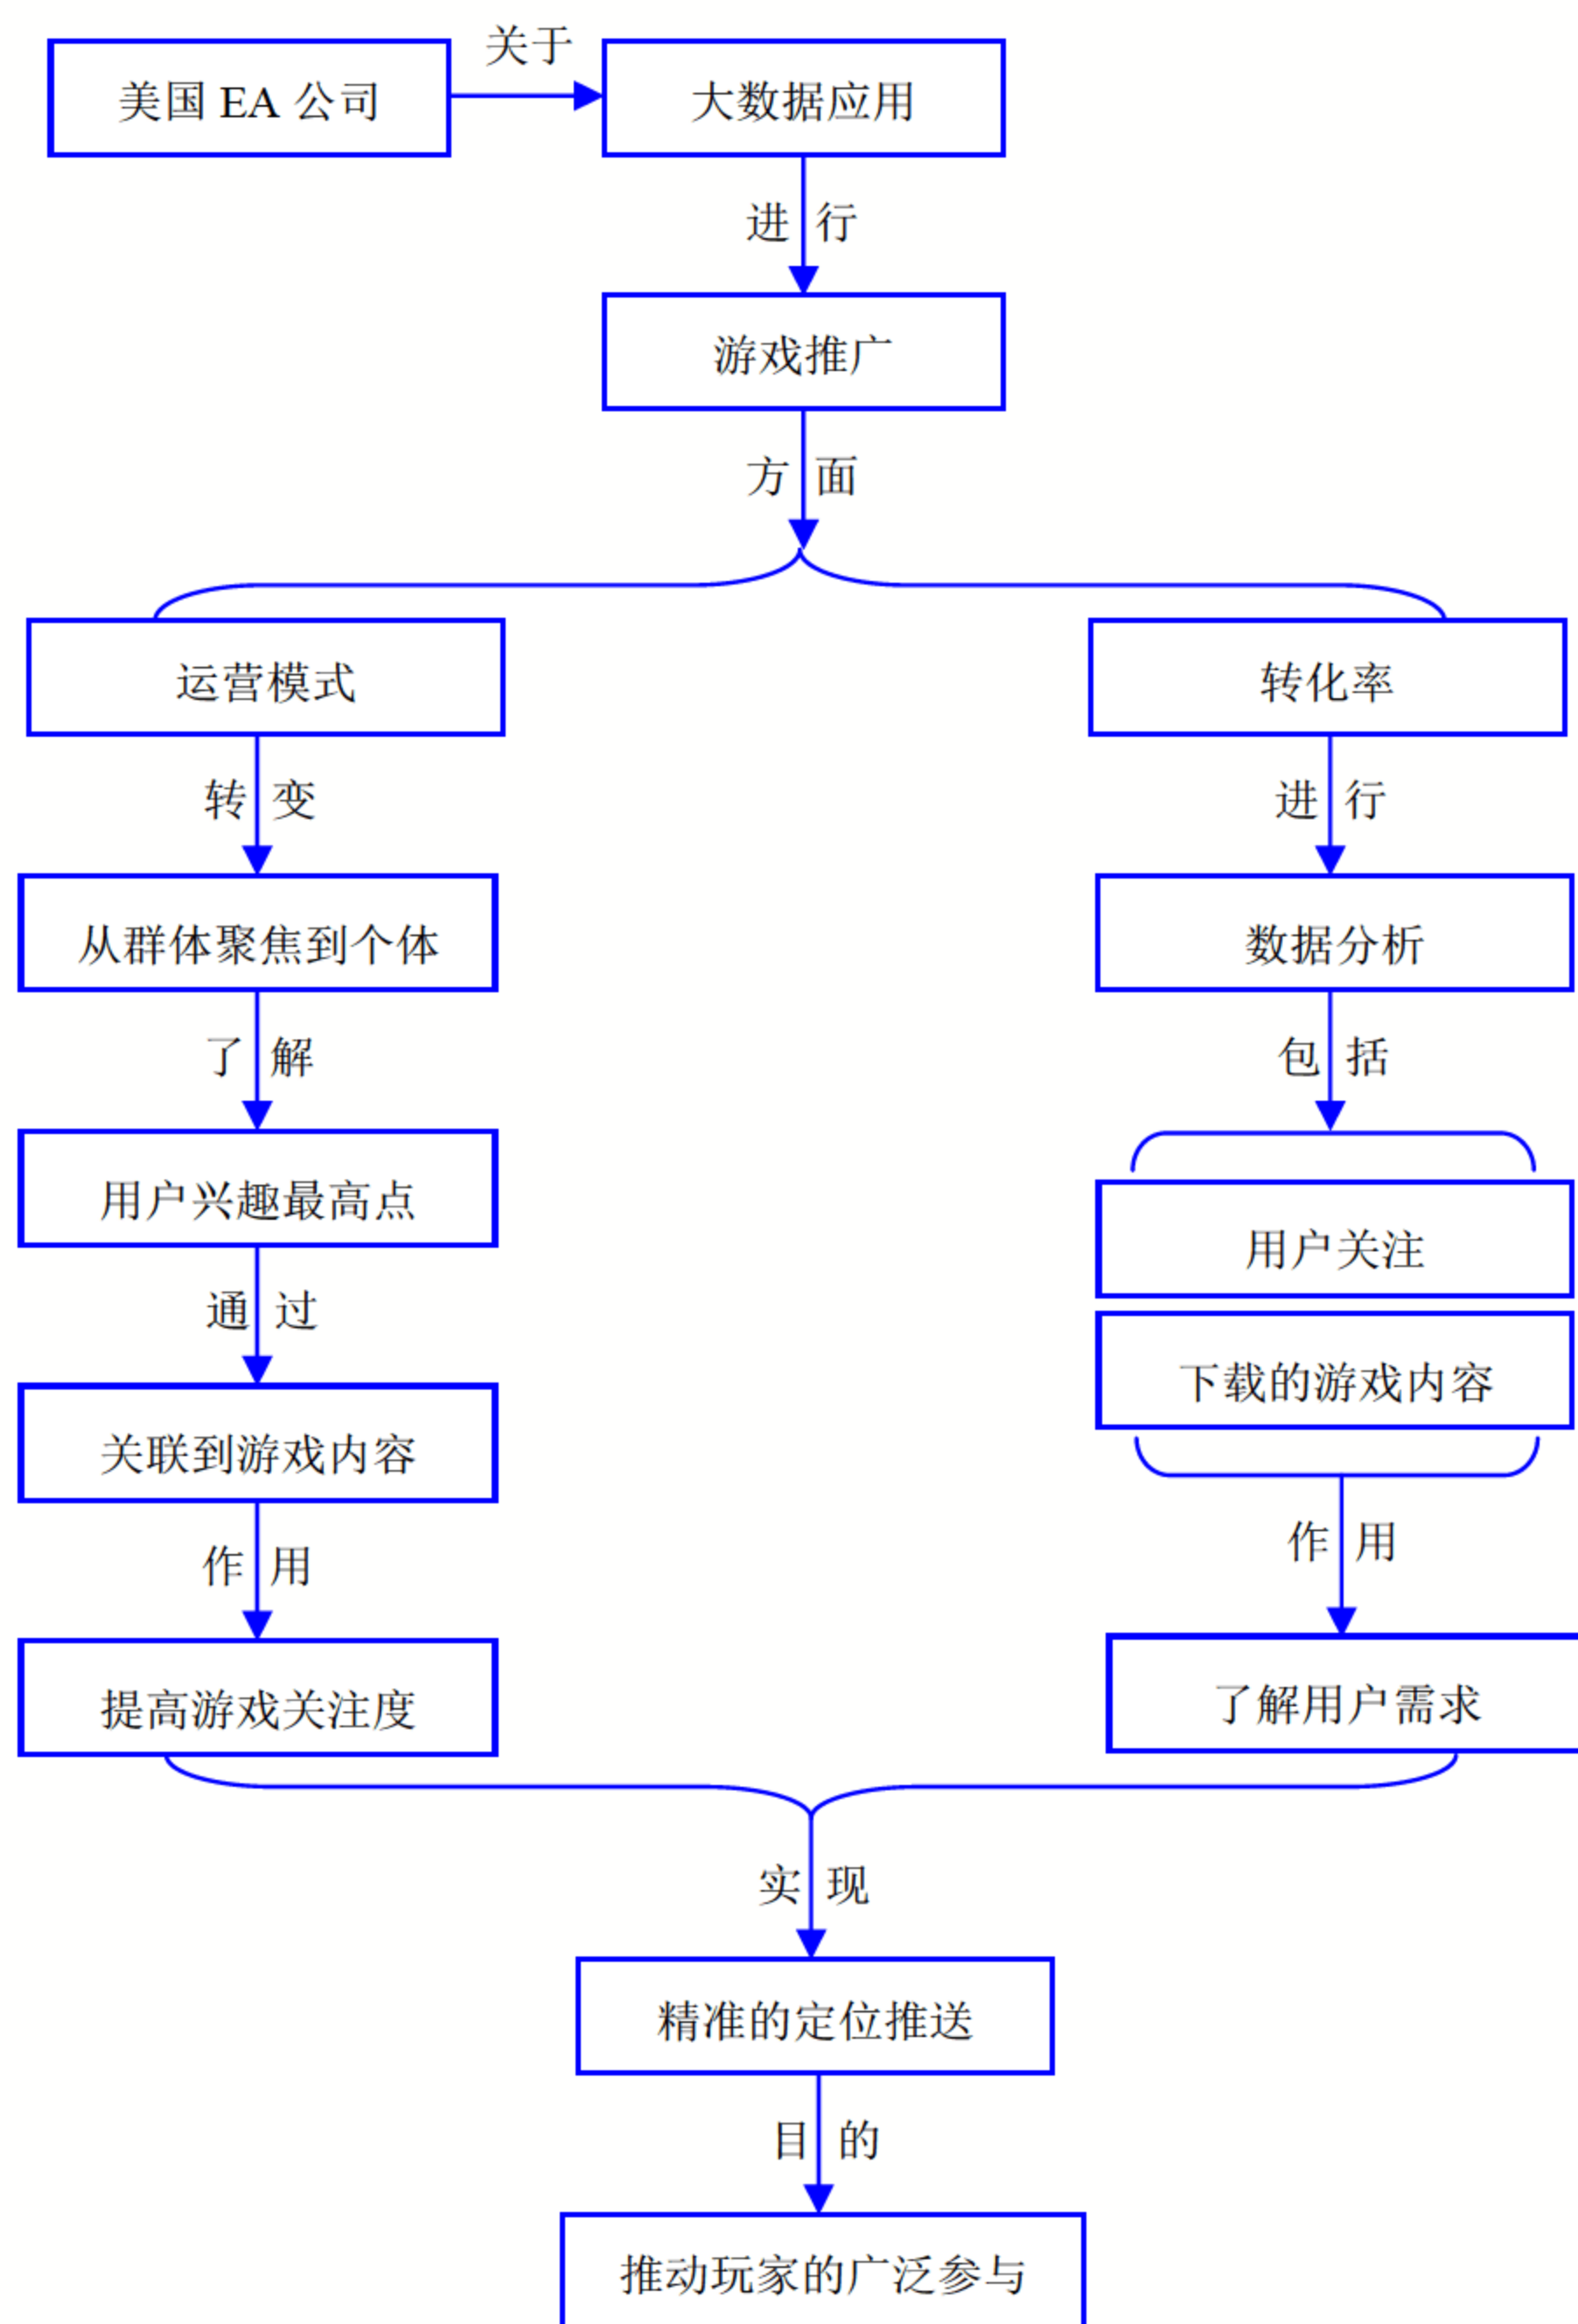 关于
美国 EA 公司
大数据应用
进行
游戏推广
方面
运营模式
转化率
转变
进行
从群体聚焦到个体
数据分析
了解
包括
用户兴趣最高点
用户关注
通过
下载的游戏内容
关联到游戏内容
作用
作用
提高游戏关注度
了解用户需求
实现
精准的定位推送
目的
推动玩家的广泛参与